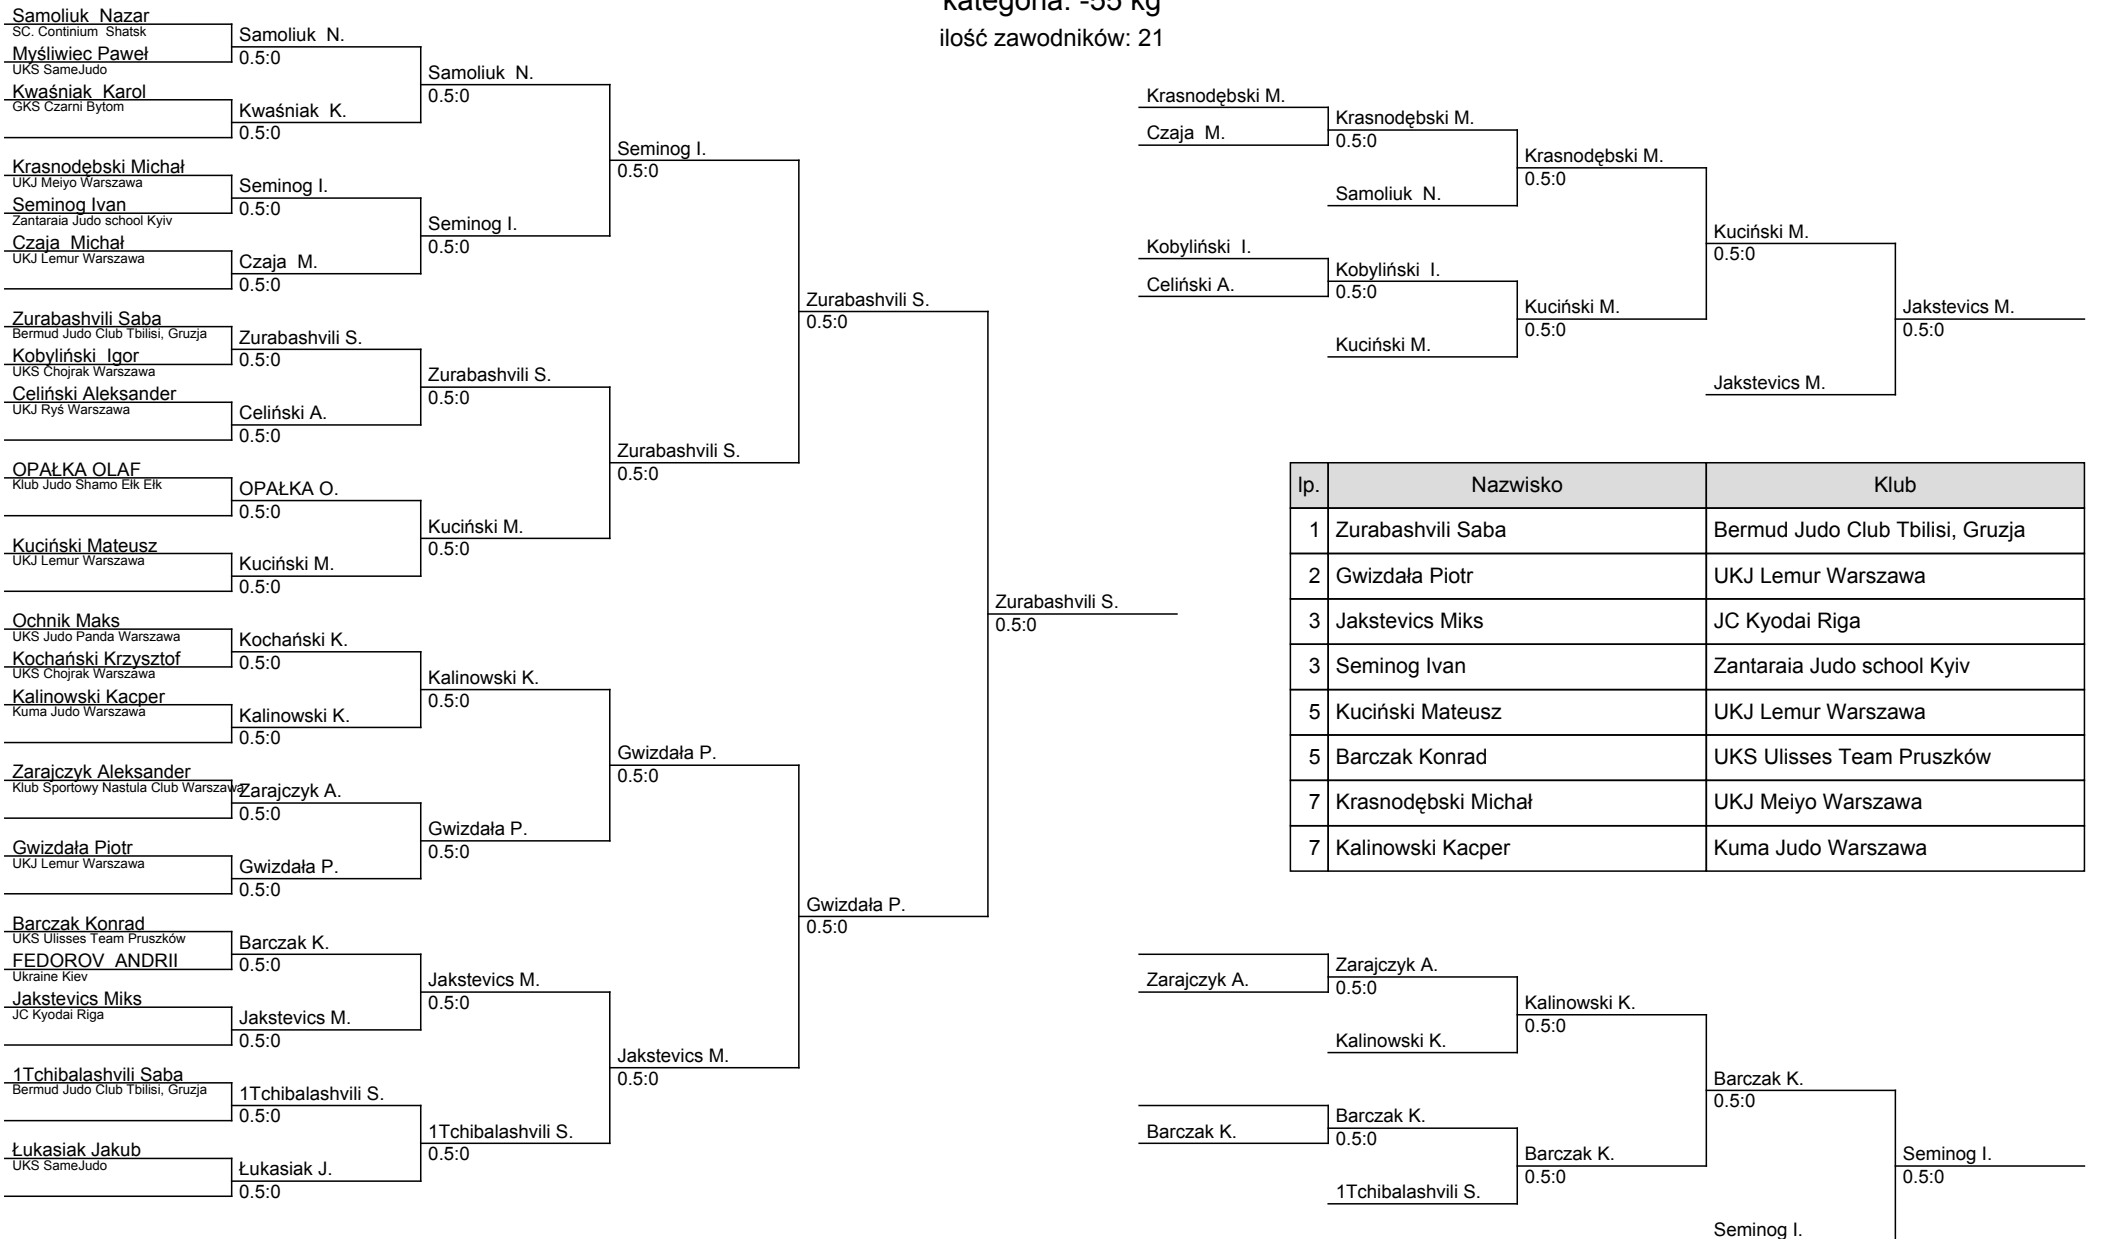 kategoria: -55 kg
ilość zawodników: 21
Samoliuk Nazar
SC. Continium Shatsk
Myśliwiec Paweł
UKS SameJudo
Kwaśniak Karol
GKS Czarni Bytom
Krasnodębski Michał
UKJ Meiyo Warszawa
Seminog Ivan
Zantaraia Judo school Kyiv
Czaja Michał
UKJ Lemur Warszawa
Zurabashvili Saba
Bermud Judo Club Tbilisi, Gruzja
Kobyliński Igor
UKS Chojrak Warszawa
Celiński Aleksander
UKJ Ryś Warszawa
OPAŁKA OLAF
Klub Judo Shamo Ełk Ełk
Kuciński Mateusz
UKJ Lemur Warszawa
Ochnik Maks
UKS Judo Panda Warszawa
Kochański Krzysztof
UKS Chojrak Warszawa
Kalinowski Kacper
Kuma Judo Warszawa
Zarajczyk Aleksander
Klub Sportowy Nastula Club Warszawa
Gwizdała Piotr
UKJ Lemur Warszawa
Barczak Konrad
UKS Ulisses Team Pruszków
FEDOROV ANDRII
Ukraine Kiev
Jakstevics Miks
JC Kyodai Riga
1Tchibalashvili Saba
Bermud Judo Club Tbilisi, Gruzja
Łukasiak Jakub
UKS SameJudo
Samoliuk N.
0.5:0
Kwaśniak K.
0.5:0
Seminog I.
0.5:0
Czaja M.
0.5:0
Zurabashvili S.
0.5:0
Celiński A.
0.5:0
OPAŁKA O.
0.5:0
Kuciński M.
0.5:0
Kochański K.
0.5:0
Kalinowski K.
0.5:0
Zarajczyk A.
0.5:0
Gwizdała P.
0.5:0
Barczak K.
0.5:0
Jakstevics M.
0.5:0
1Tchibalashvili S.
0.5:0
Łukasiak J.
0.5:0
Samoliuk N.
0.5:0
Seminog I.
0.5:0
Zurabashvili S.
0.5:0
Kuciński M.
0.5:0
Kalinowski K.
0.5:0
Gwizdała P.
0.5:0
Jakstevics M.
0.5:0
1Tchibalashvili S.
0.5:0
Seminog I.
0.5:0
Zurabashvili S.
0.5:0
Gwizdała P.
0.5:0
Jakstevics M.
0.5:0
Zurabashvili S.
0.5:0
Gwizdała P.
0.5:0
Zurabashvili S.
0.5:0
Krasnodębski M.
Czaja M.
Kobyliński I.
Celiński A.
Krasnodębski M.
0.5:0
Samoliuk N.
Kobyliński I.
0.5:0
Kuciński M.
Krasnodębski M.
0.5:0
Kuciński M.
0.5:0
Kuciński M.
0.5:0
Jakstevics M.
Jakstevics M.
0.5:0
lp. Nazwisko Klub
1 Zurabashvili Saba Bermud Judo Club Tbilisi, Gruzja
2 Gwizdała Piotr UKJ Lemur Warszawa
3 Jakstevics Miks JC Kyodai Riga
3 Seminog Ivan Zantaraia Judo school Kyiv
5 Kuciński Mateusz UKJ Lemur Warszawa
5 Barczak Konrad UKS Ulisses Team Pruszków
7 Krasnodębski Michał UKJ Meiyo Warszawa
7 Kalinowski Kacper Kuma Judo Warszawa
Zarajczyk A.
Barczak K.
Zarajczyk A.
0.5:0
Kalinowski K.
Barczak K.
0.5:0
1Tchibalashvili S.
Kalinowski K.
0.5:0
Barczak K.
0.5:0
Barczak K.
0.5:0
Seminog I.
Seminog I.
0.5:0